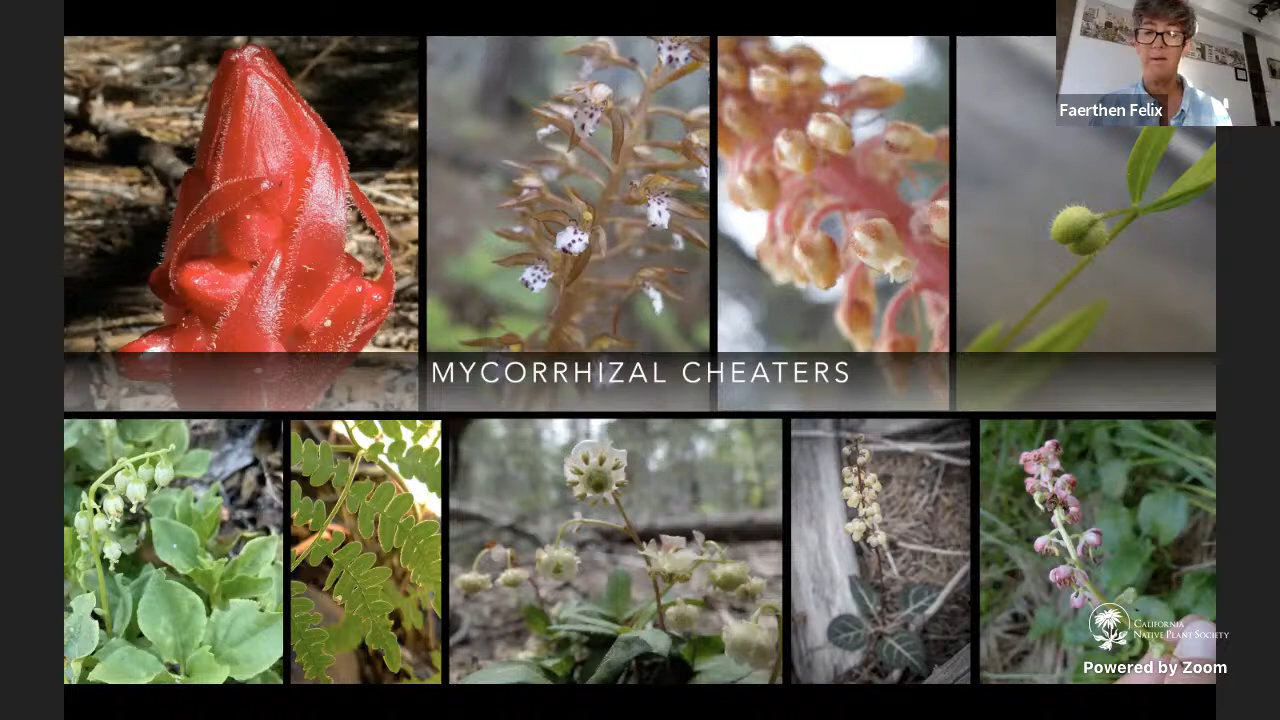 Faerthen Felix
MYCORRHIZAL CHEATERS
CALIFORNIA
NATIVE PLANT SOCIETY
Powered by Zoom